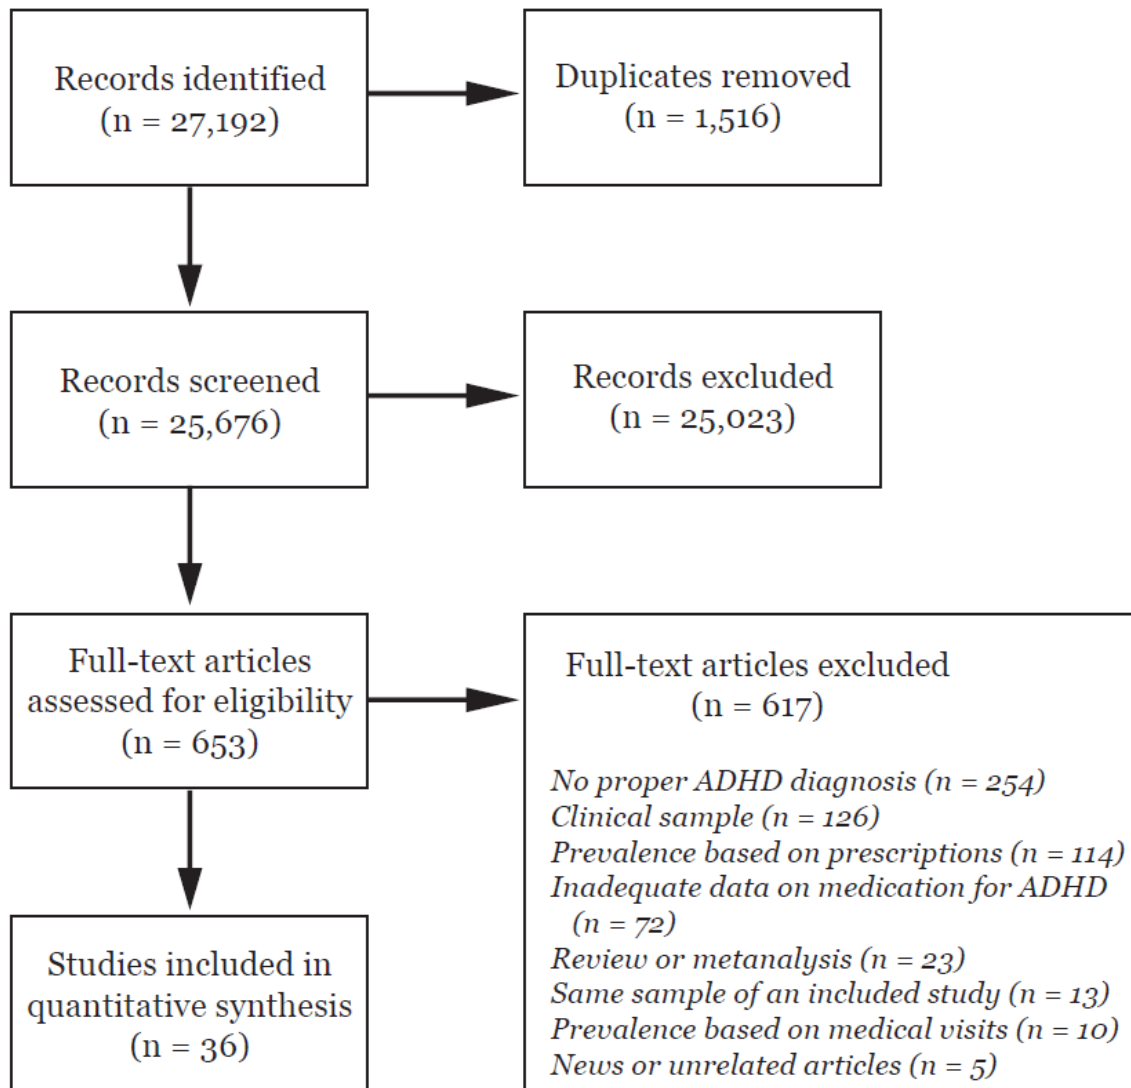 Records identified
(n = 27,192)
Duplicates removed
(n = 1,516)
Records screened
(n = 25,676)
Records excluded
(n = 25,023)
Full-text articles
assessed for eligibility
(n = 653)
Full-text articles excluded
(n = 617)
No proper ADHD diagnosis (n = 254)
Clinical sample (n = 126)
Prevalence based on prescriptions (n = 114)
Inadequate data on medication for ADHD
(n = 72)
Review or metanalysis (n = 23)
Same sample of an included study (n = 13)
Prevalence based on medical visits (n = 10)
News or unrelated articles (n = 5)
Studies included in
quantitative synthesis
(n = 36)